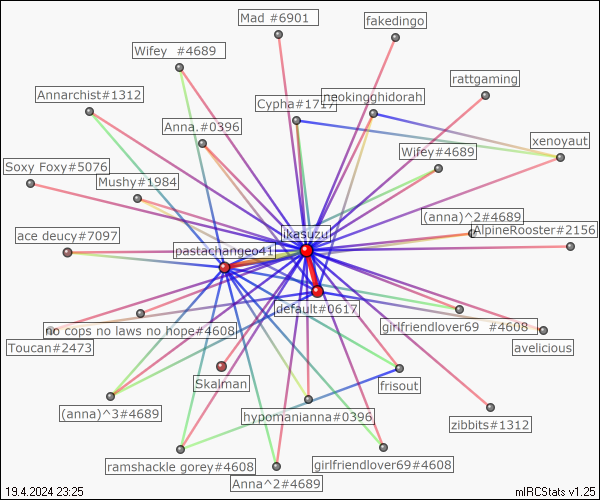 Mad #6901
fakedingo
Wifey  #4689
rattgaming
Annarchist#1312
Cypha#1717
neokingghidorah
Anna.#0396
xenoyaut
Wifey#4689
Soxy Foxy#5076
Mushy#1984
(anna)^2#4689
AlpineRooster#2156
ikasuzu
ace deucy#7097
pastachangeo41
default#0617
no cops no laws no hope#4608
girlfriendlover69  #4608
Toucan#2473
avelicious
Skalman
frisout
(anna)^3#4689
hypomanianna#0396
zibbits#1312
ramshackle gorey#4608
girlfriendlover69#4608
Anna^2#4689
19.4.2024 23:25
mIRCStats v1.25